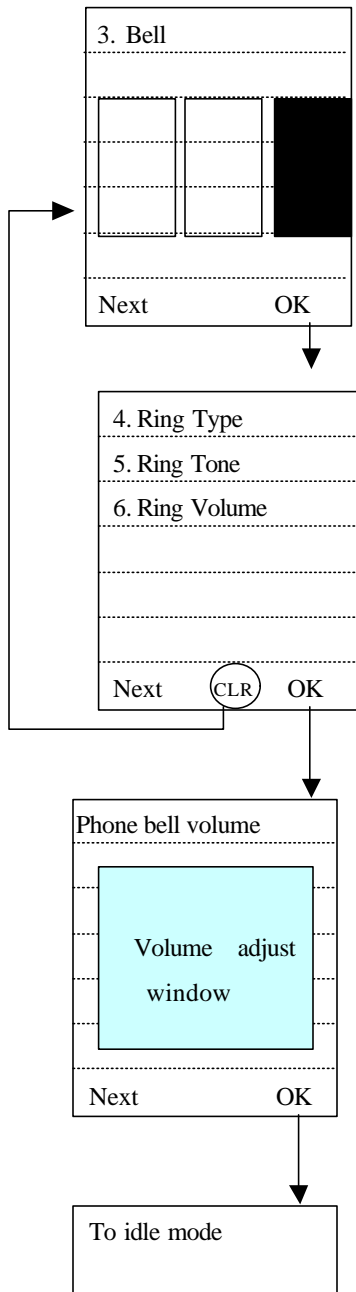 3. Bell
Next OK
4. Ring Type
5. Ring Tone
6. Ring Volume
Next CLR OK
Phone bell volume
Volume adjust
window
Next OK
To idle mode